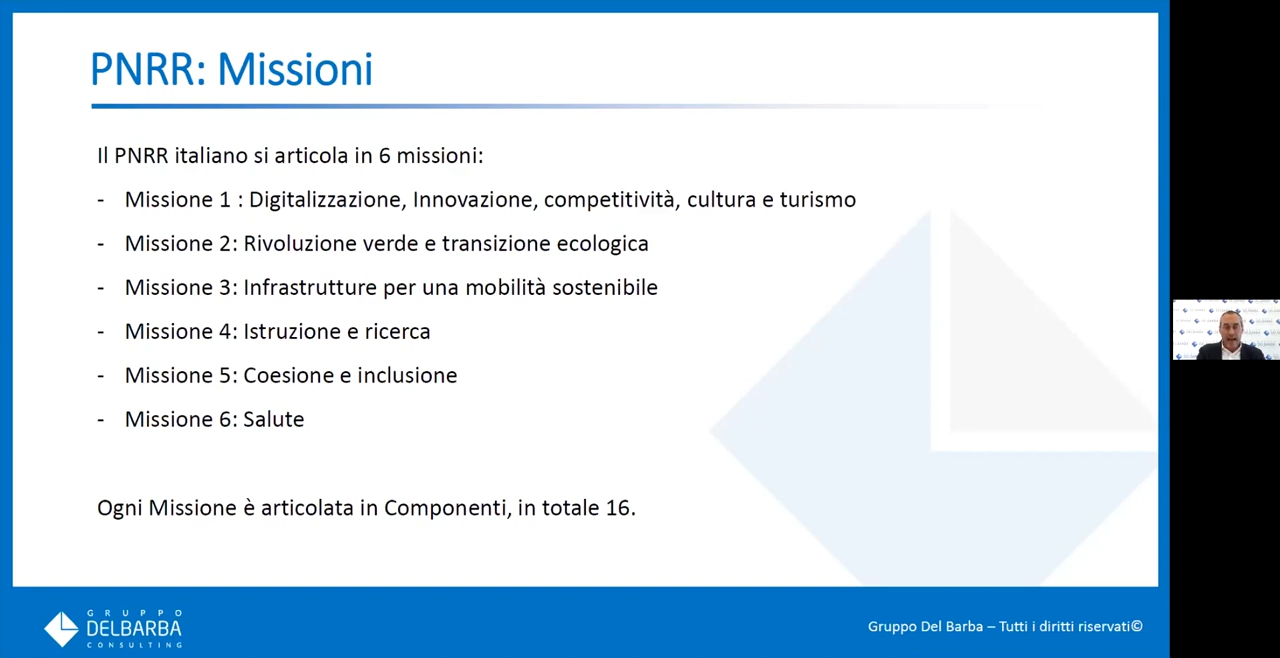 PNRR: Missioni
Il PNRR italiano si articola in 6 missioni:
- Missione 1 : Digitalizzazione, Innovazione, competitività, cultura e turismo
- Missione 2: Rivoluzione verde e transizione ecologica
- Missione 3: Infrastrutture per una mobilità sostenibile
- Missione 4: Istruzione e ricerca
- Missione 5: Coesione e inclusione
- Missione 6: Salute
Ogni Missione è articolata in Componenti, in totale 16.
GRUPPO
DELBARBA
CONSULTING
Gruppo Del Barba – Tutti i diritti riservati©